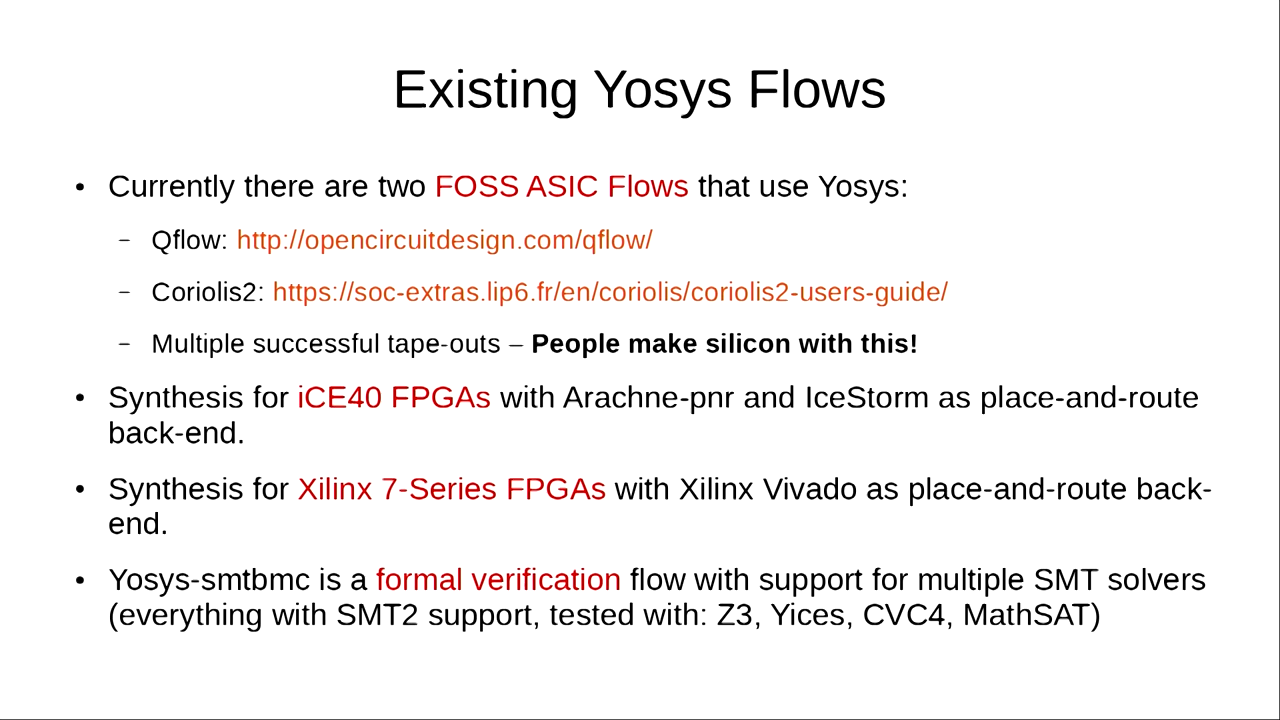 Existing Yosys Flows
• Currently there are two FOSS ASIC Flows that use Yosys:
– Qflow: http://opencircuitdesign.com/qflow/
– Coriolis2: https://soc-extras.lip6.fr/en/coriolis/coriolis2-users-guide/
– Multiple successful tape-outs – People make silicon with this!
• Synthesis for iCE40 FPGAs with Arachne-pnr and IceStorm as place-and-route
back-end.
• Synthesis for Xilinx 7-Series FPGAs with Xilinx Vivado as place-and-route back-
end.
• Yosys-smtbmc is a formal verification flow with support for multiple SMT solvers
(everything with SMT2 support, tested with: Z3, Yices, CVC4, MathSAT)